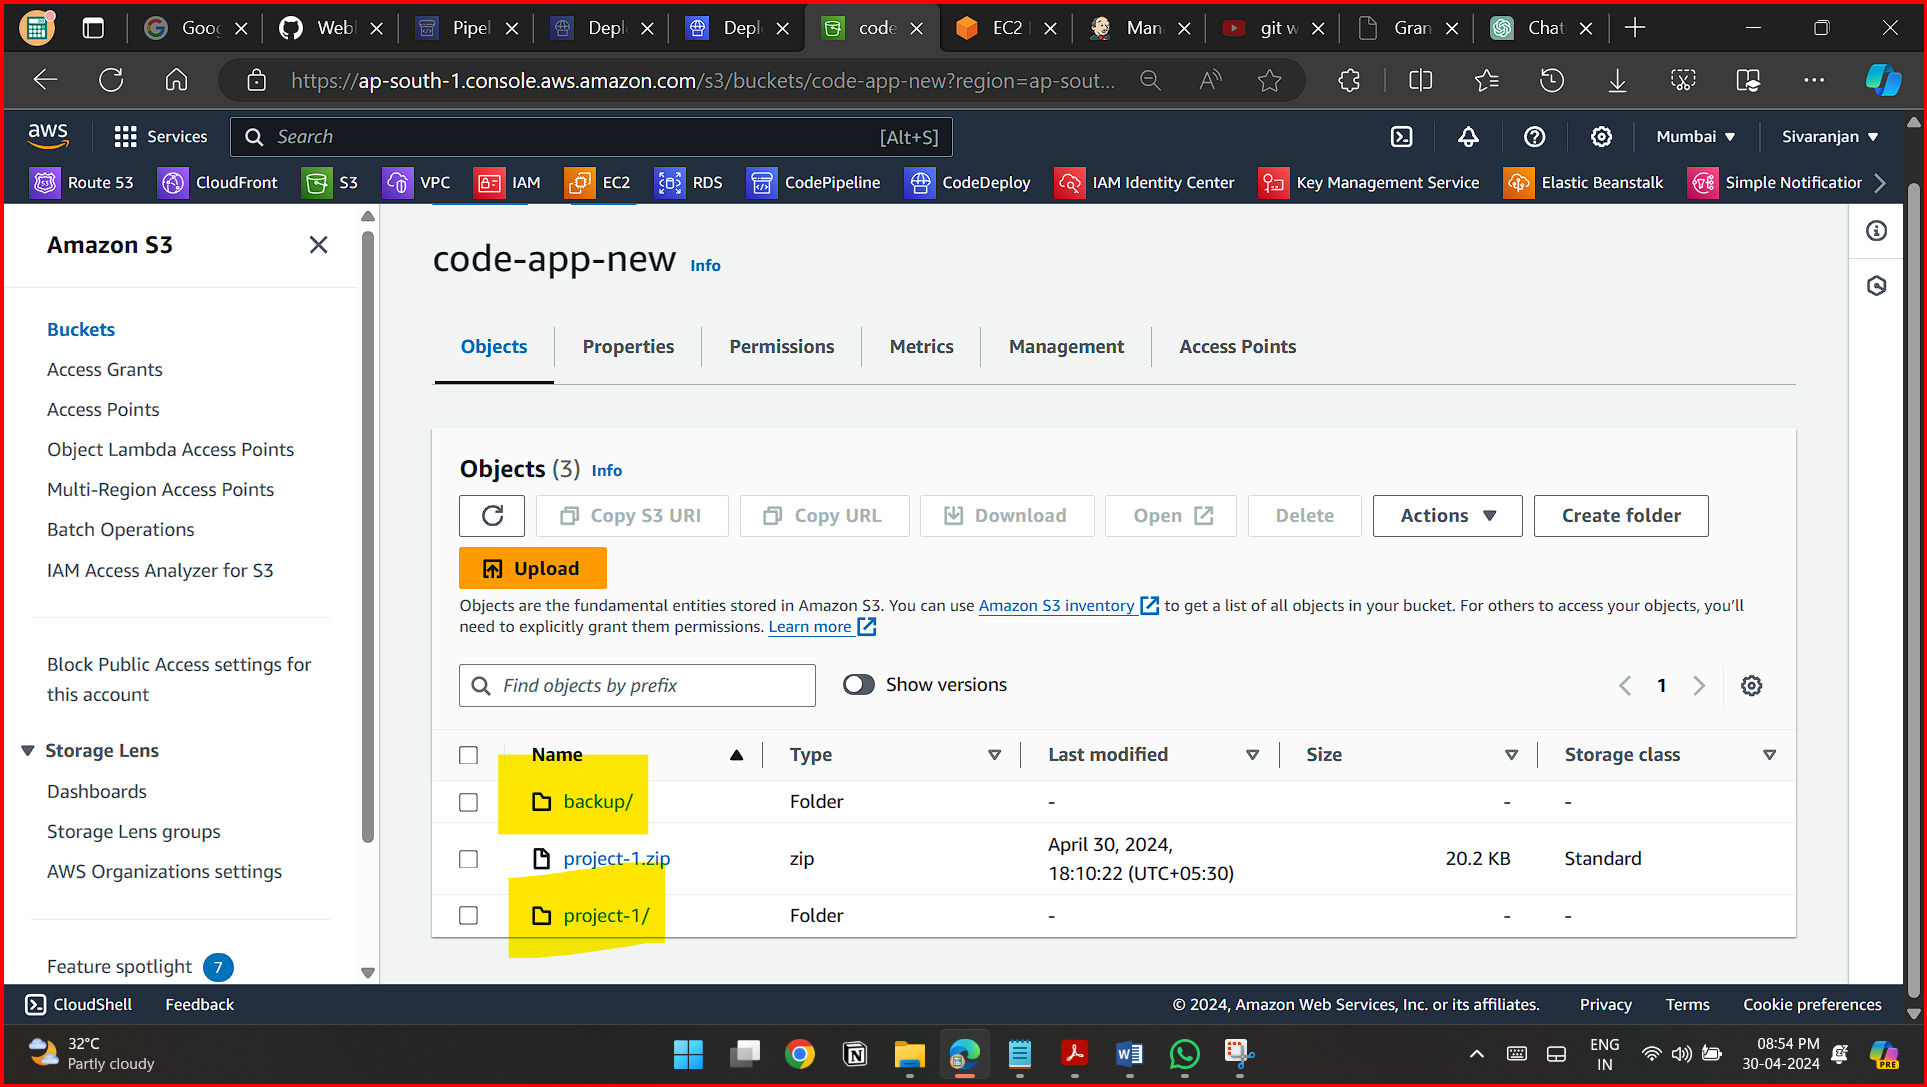 Goog
Webl
Pipel
Deplo
Deplo
code
EC2 I
Mana
git w
Gran
Chat
https://ap-south-1.console.aws.amazon.com/s3/buckets/code-app-new?region=ap-sout...
aws
Services
Search
[Alt+S]
Mumbai
Sivaranjan
Route 53
CloudFront
S3
VPC
IAM
EC2
RDS
CodePipeline
CodeDeploy
IAM Identity Center
Key Management Service
Elastic Beanstalk
Simple Notification
Amazon S3
Buckets
Access Grants
Access Points
Object Lambda Access Points
Multi-Region Access Points
Batch Operations
IAM Access Analyzer for S3
Block Public Access settings for
this account
Storage Lens
Dashboards
Storage Lens groups
AWS Organizations settings
Feature spotlight 7
code-app-new Info
Objects
Properties
Permissions
Metrics
Management
Access Points
Objects (3) Info
Copy S3 URI
Copy URL
Download
Open
Delete
Actions
Create folder
Upload
Objects are the fundamental entities stored in Amazon S3. You can use Amazon S3 inventory to get a list of all objects in your bucket. For others to access your objects, you'll
need to explicitly grant them permissions. Learn more
Find objects by prefix
Show versions
1
Name Type Last modified Size Storage class
backup/ Folder - - -
project-1.zip zip April 30, 2024,
18:10:22 (UTC+05:30) 20.2 KB Standard
project-1/ Folder - - -
CloudShell
Feedback
© 2024, Amazon Web Services, Inc. or its affiliates.
Privacy
Terms
Cookie preferences
32°C
Partly cloudy
ENG
IN
08:54 PM
30-04-2024
PRE